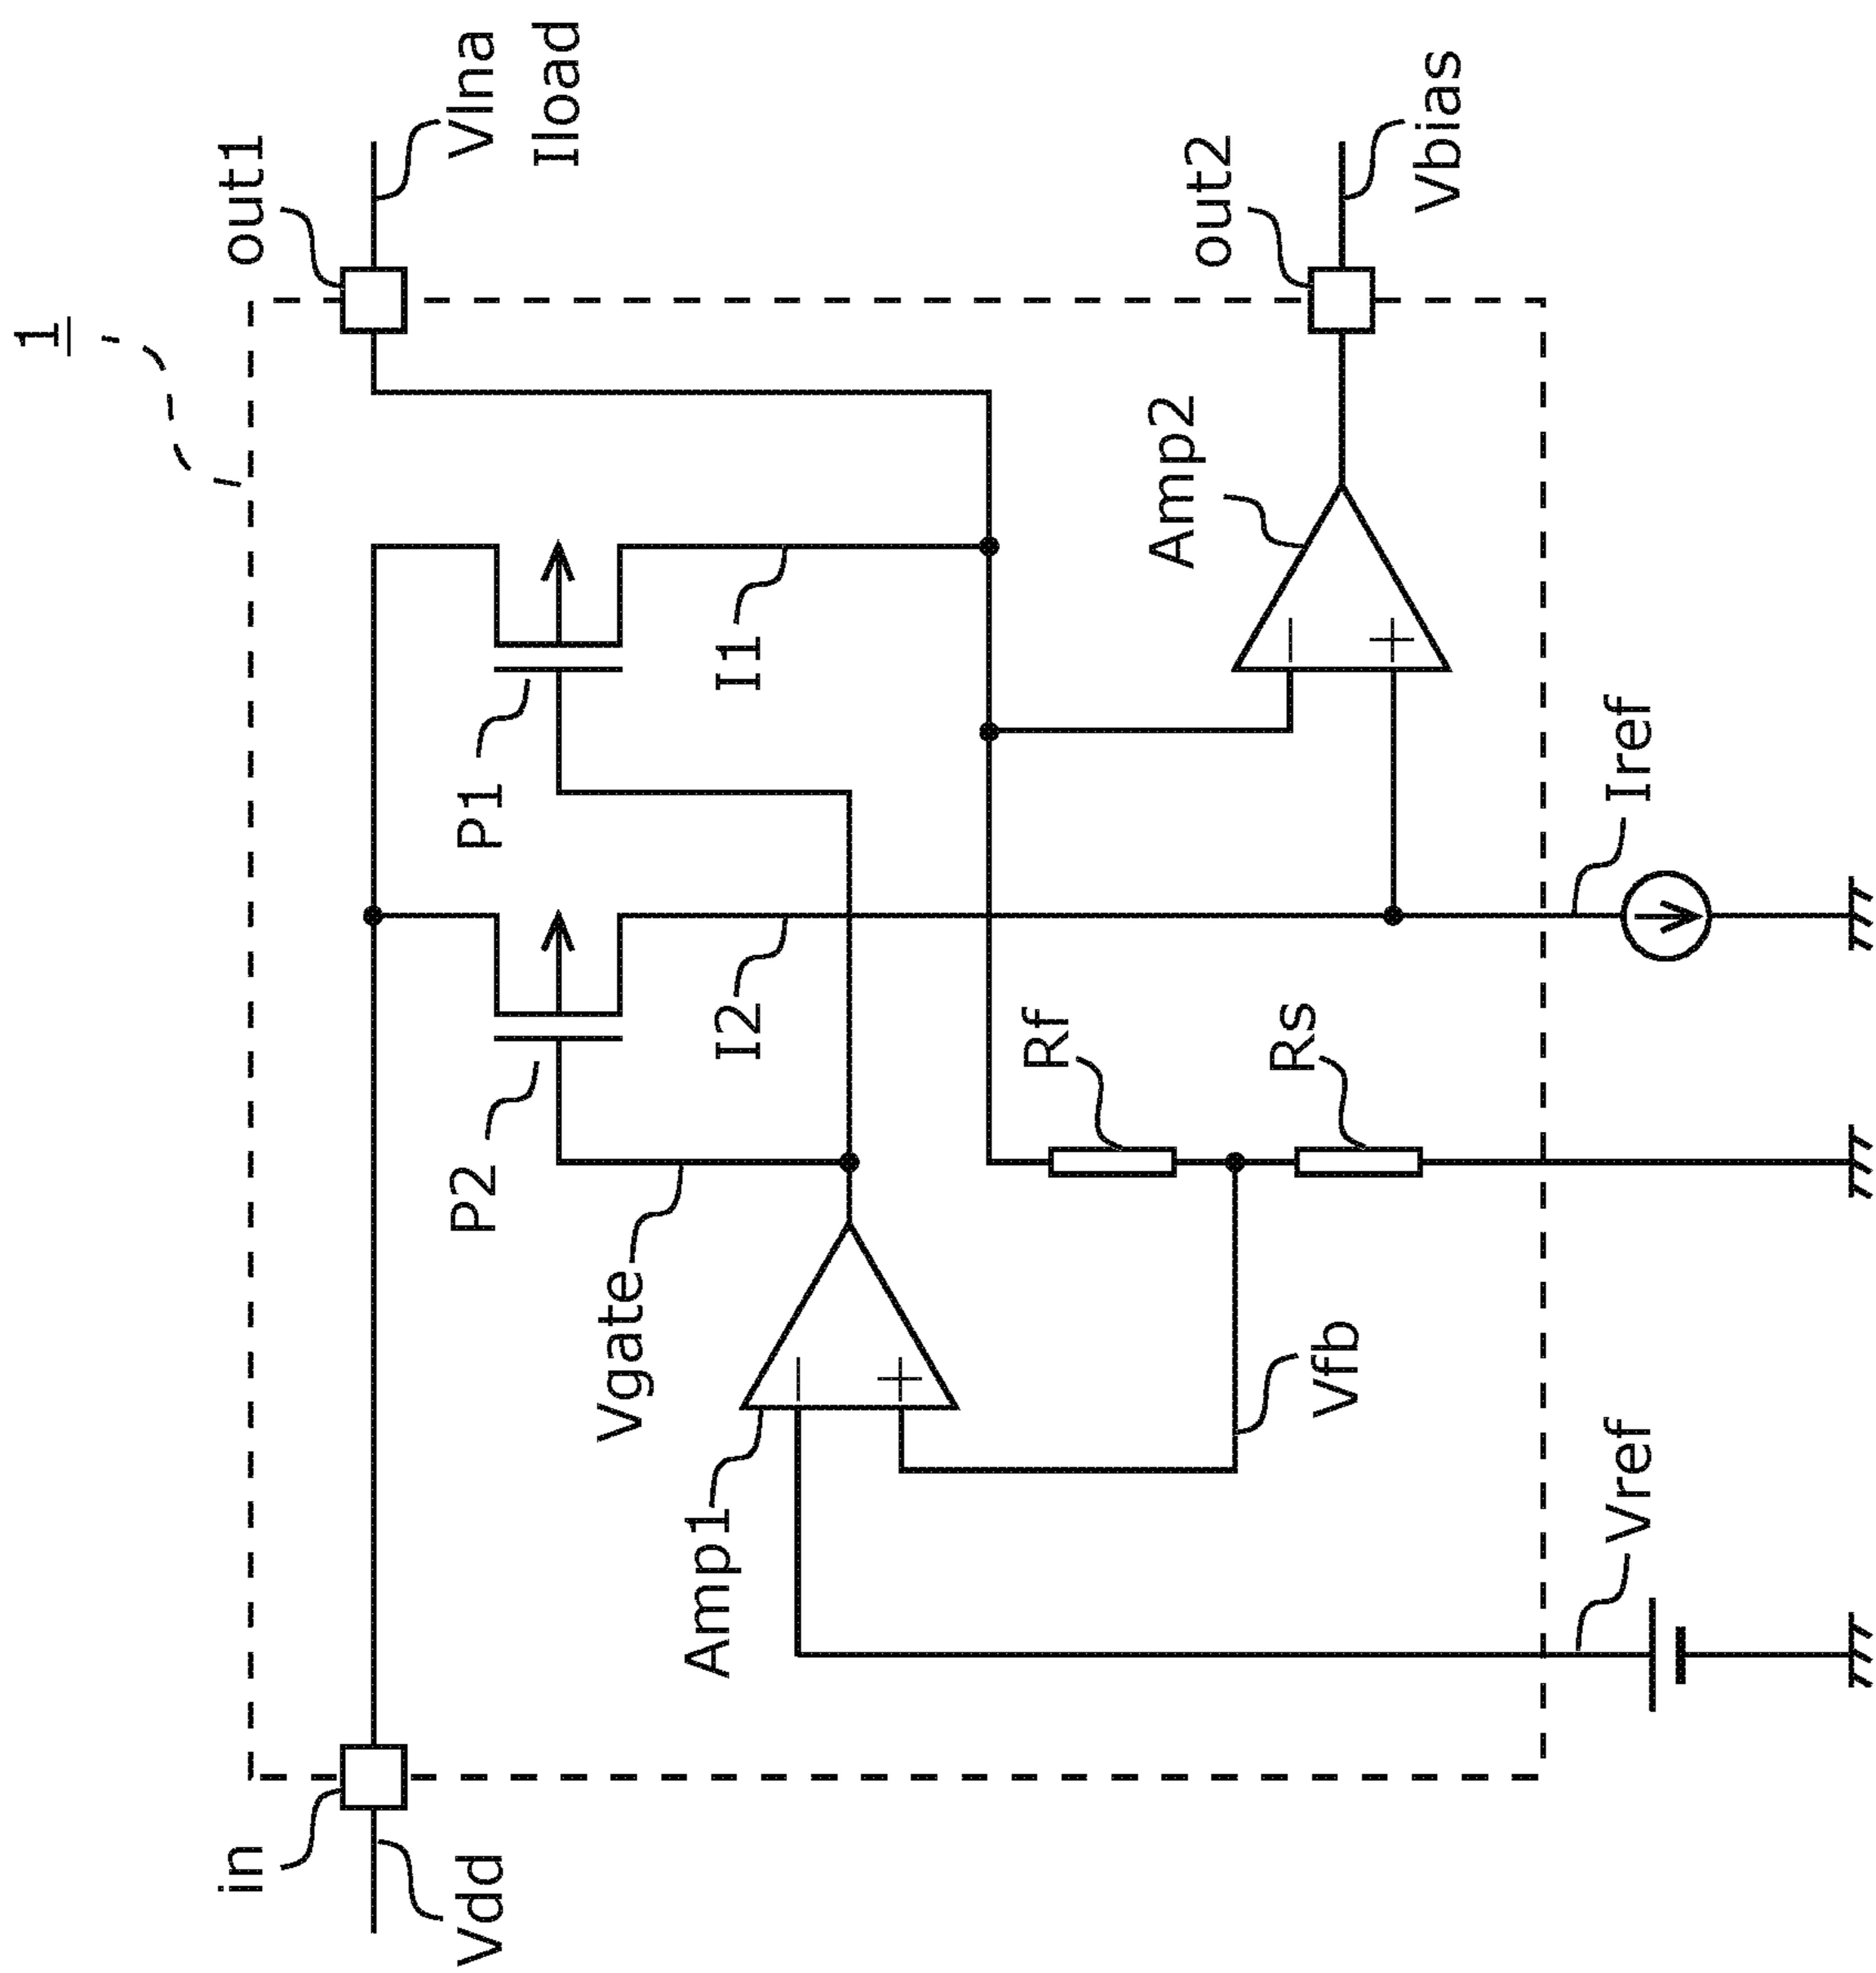 1
in
out1
Vdd
Vlna
Iload
P2
P1
Vgate
I2
I1
Amp1
Rf
Amp2
out2
Rs
Vfb
Vbias
Vref
Iref
−
+
−
+